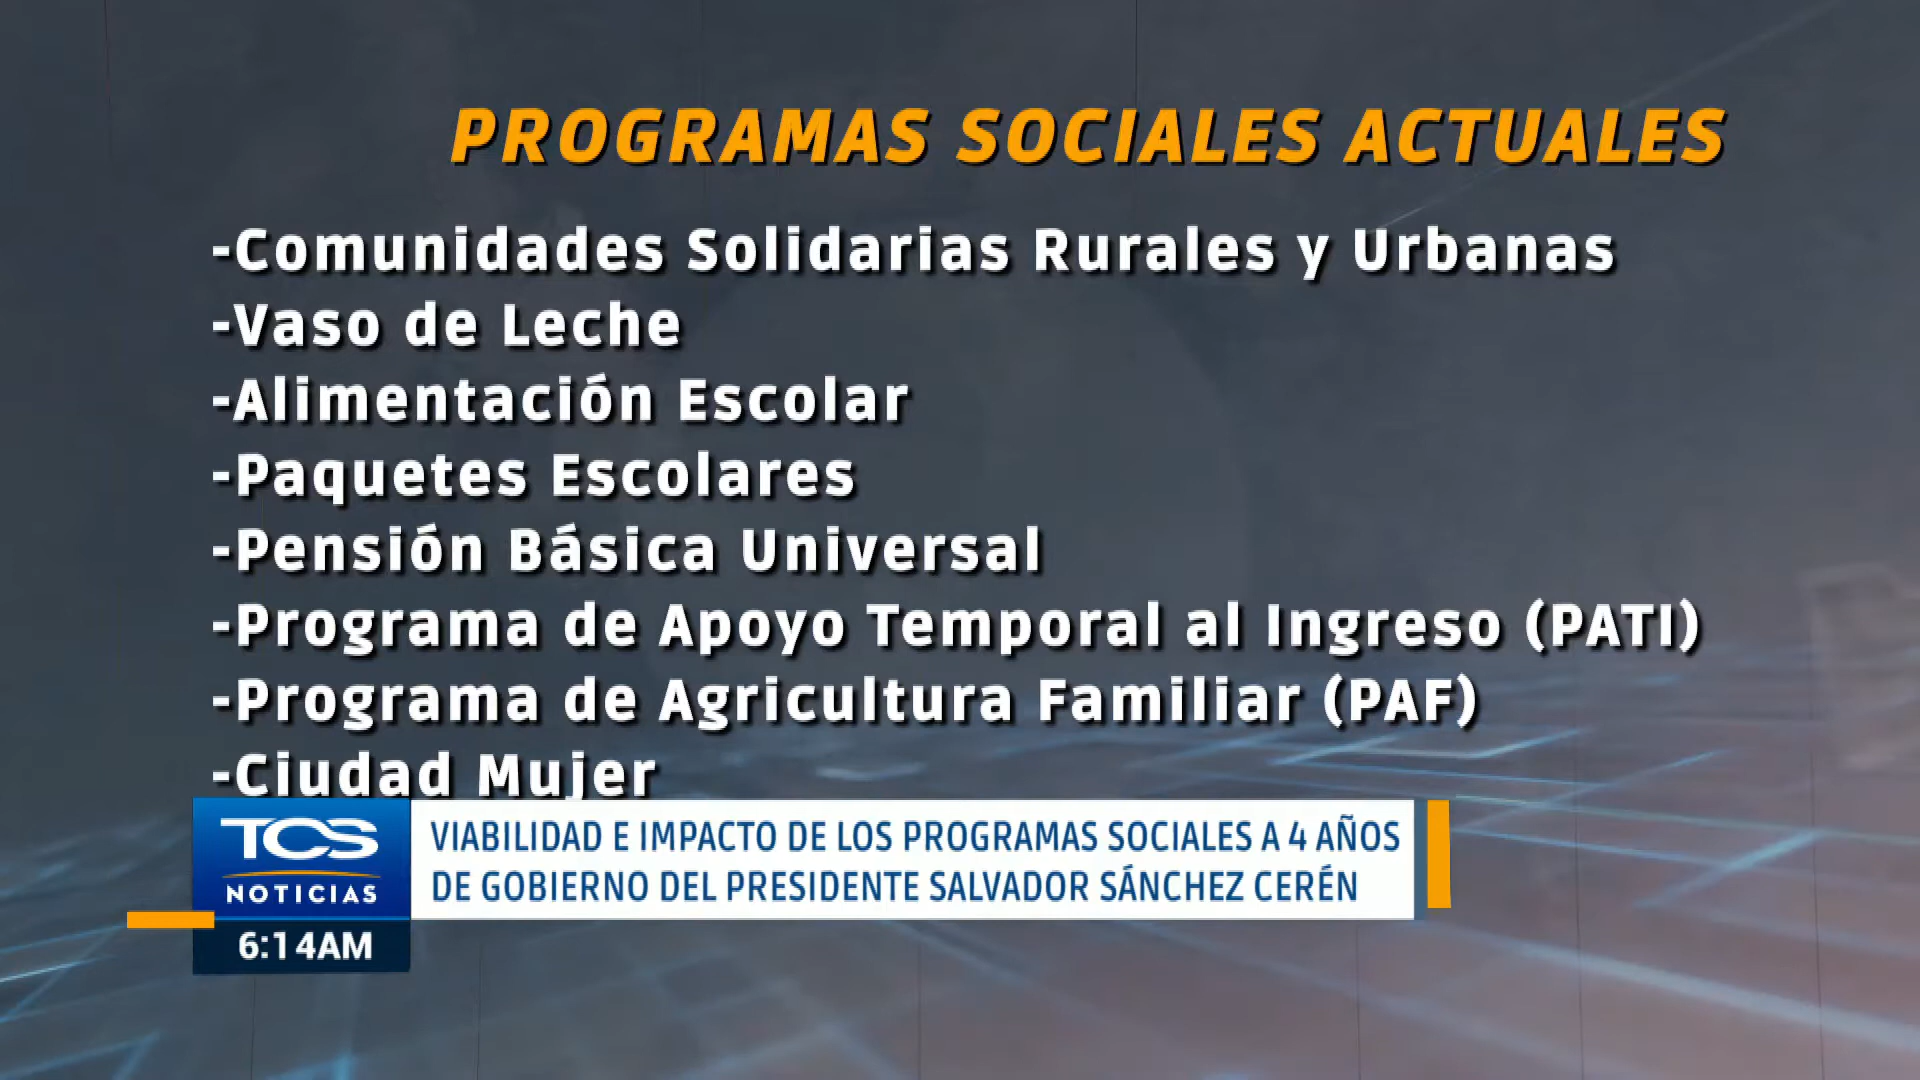 PROGRAMAS SOCIALES ACTUALES
-Comunidades Solidarias Rurales y Urbanas
-Vaso de Leche
-Alimentación Escolar
-Paquetes Escolares
-Pensión Básica Universal
-Programa de Apoyo Temporal al Ingreso (PATI)
-Programa de Agricultura Familiar (PAF)
-Ciudad Mujer
TCS
NOTICIAS
VIABILIDAD E IMPACTO DE LOS PROGRAMAS SOCIALES A 4 AÑOS
DE GOBIERNO DEL PRESIDENTE SALVADOR SÁNCHEZ CERÉN
6:14AM